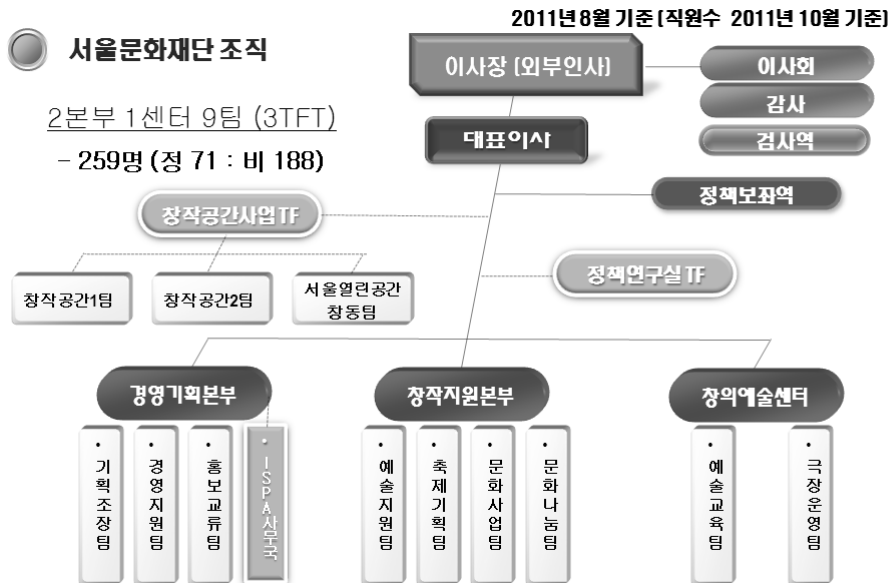 2011년 8월 기준 [직원수 2011년 10월 기준]
서울문화재단 조직
이사장 [외부인사]
이사회
감사
검사역
2본부 1센터 9팀 (3TFT)
- 259명 (정 71 : 비 188)
대표이사
정책보좌역
창작공간사업TF
정책연구실 TF
창작공간1팀
창작공간2팀
서울열린공간
창동팀
경영기획본부
창작지원본부
창의예술센터
• 기획조장팀
• 경영지원팀
• 홍보교류팀
• ISPA사무국
• 예술지원팀
• 축제기획팀
• 문화사업팀
• 문화나눔팀
• 예술교육팀
• 극장운영팀